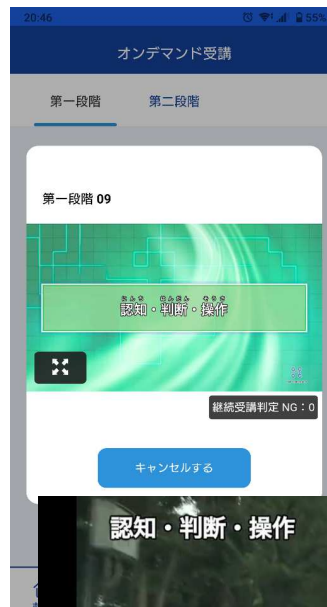 20:46
55%
オンデマンド受講
第一段階
第二段階
第一段階 09
にんち はんだん そうさ
認知・判断・操作
継続受講判定 NG：0
キャンセルする
認知・判断・操作